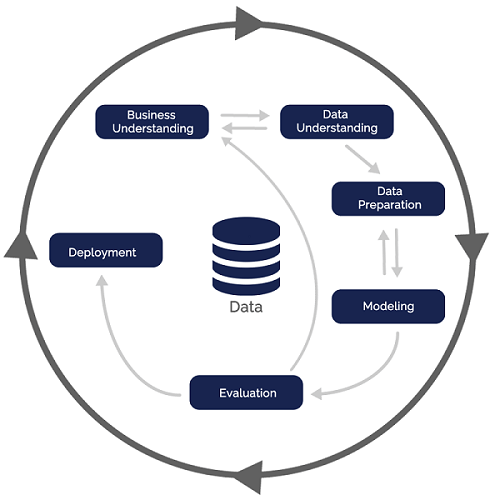 Business
Understanding
Data
Understanding
Data
Preparation
Modeling
Evaluation
Deployment
Data